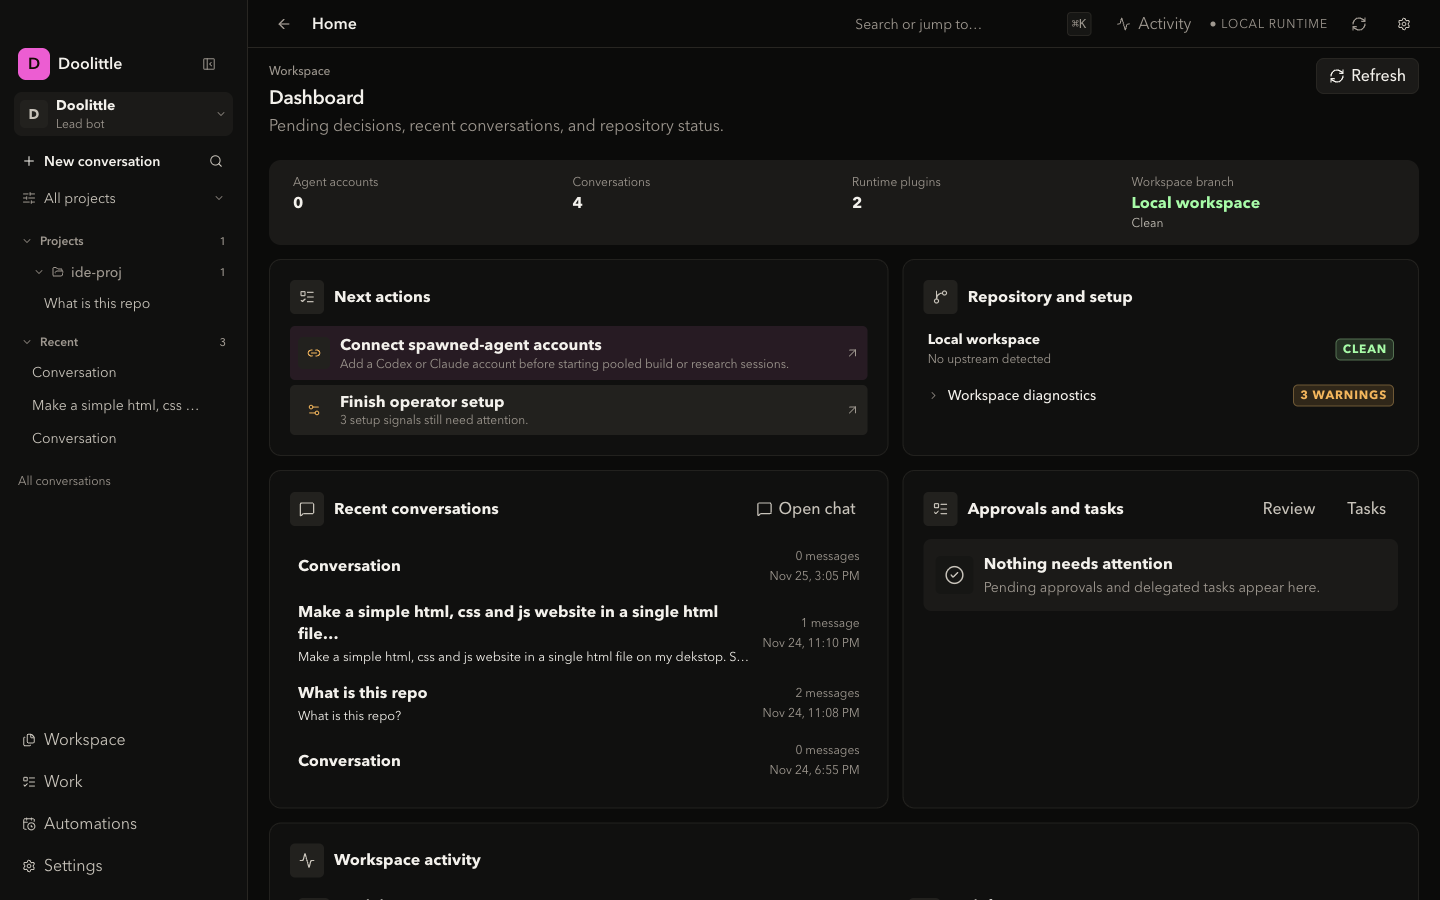 D Doolittle
D Doolittle
Lead bot
New conversation
All projects
Projects 1
ide-proj 1
What is this repo
Recent 3
Conversation
Make a simple html, css …
Conversation
All conversations
Workspace
Work
Automations
Settings
Home
Search or jump to… ⌘K
Activity
LOCAL RUNTIME
Workspace
Dashboard
Pending decisions, recent conversations, and repository status.
Refresh
Agent accounts
0
Conversations
4
Runtime plugins
2
Workspace branch
Local workspace
Clean
Next actions
Connect spawned-agent accounts
Add a Codex or Claude account before starting pooled build or research sessions.
Finish operator setup
3 setup signals still need attention.
Repository and setup
Local workspace
No upstream detected
CLEAN
Workspace diagnostics
3 WARNINGS
Recent conversations
Open chat
Conversation
0 messages
Nov 25, 3:05 PM
Make a simple html, css and js website in a single html
file…
Make a simple html, css and js website in a single html file on my dekstop. S…
1 message
Nov 24, 11:10 PM
What is this repo
What is this repo?
2 messages
Nov 24, 11:08 PM
Conversation
0 messages
Nov 24, 6:55 PM
Approvals and tasks
Review
Tasks
Nothing needs attention
Pending approvals and delegated tasks appear here.
Workspace activity